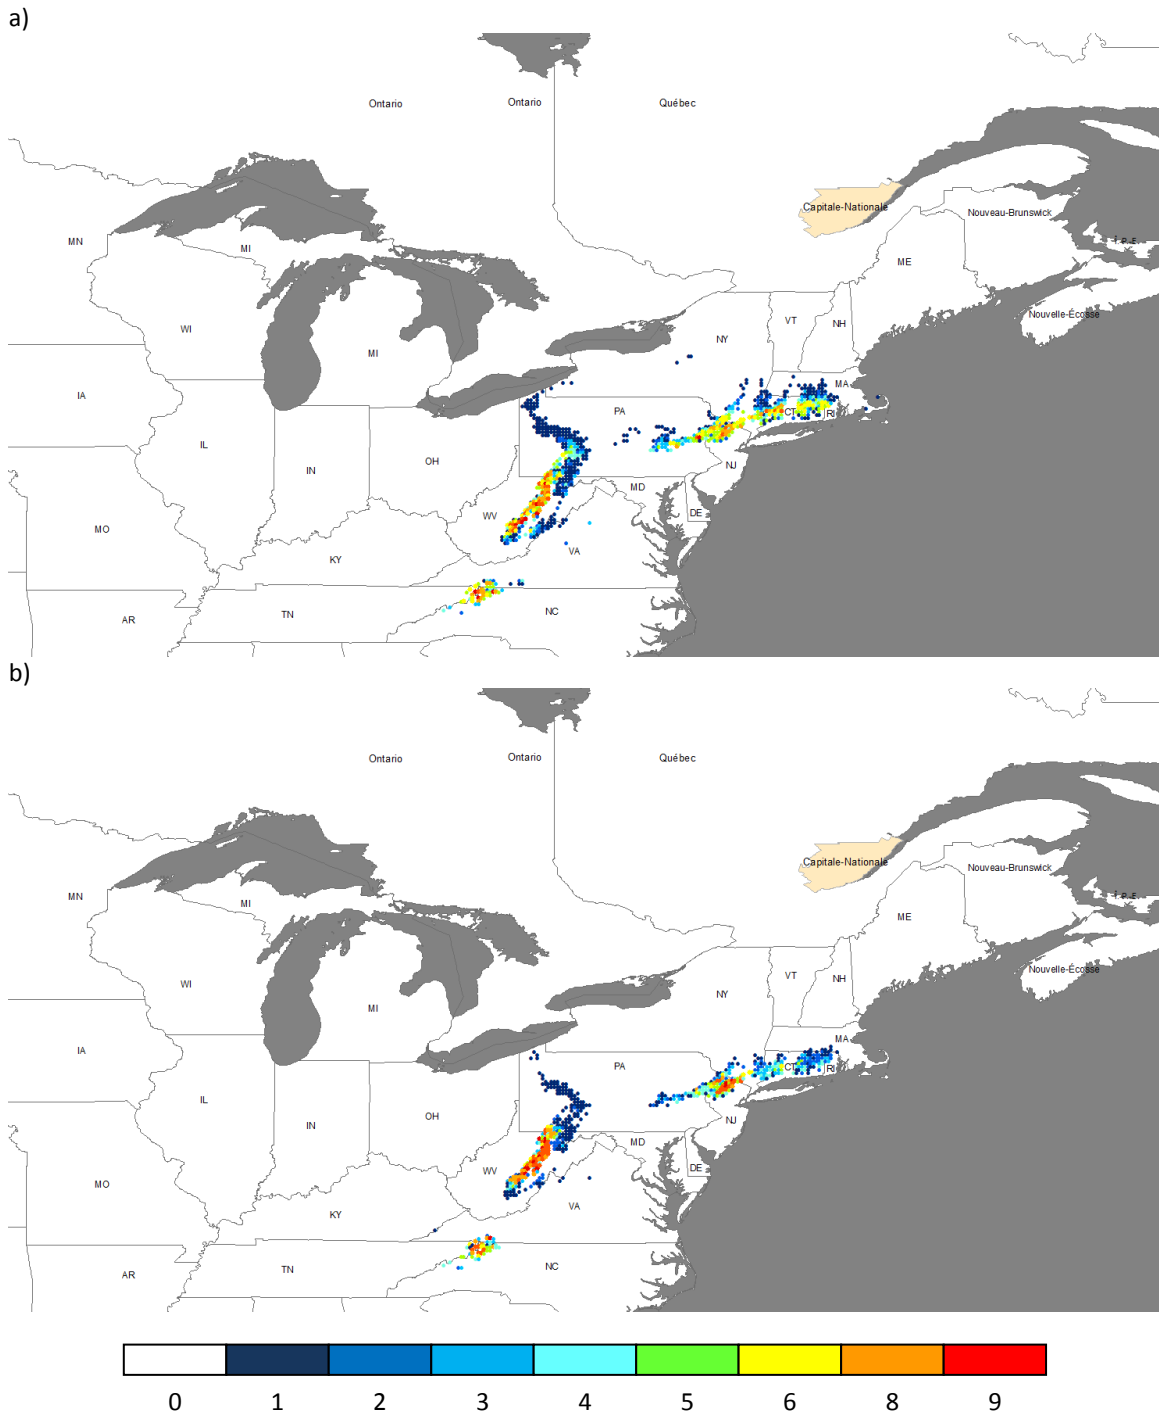 a)
Ontario Ontario Québec
Capitale-Nationale
Nouveau-Brunswick
Î.-P.-É.
MN MI ME
Nouvelle-Écosse
WI VT NH
NY
MI
MA
IA PA
CT RI
IL OH
IN NJ
MD
WV DE
MO
VA
KY
TN NC
AR
b)
Ontario Ontario Québec
Capitale-Nationale
Nouveau-Brunswick
Î.-P.-É.
MN MI ME
Nouvelle-Écosse
WI VT NH
NY
MI
MA
IA PA
CT RI
IL OH
IN NJ
MD
WV DE
MO
VA
KY
TN NC
AR
0 1 2 3 4 5 6 8 9